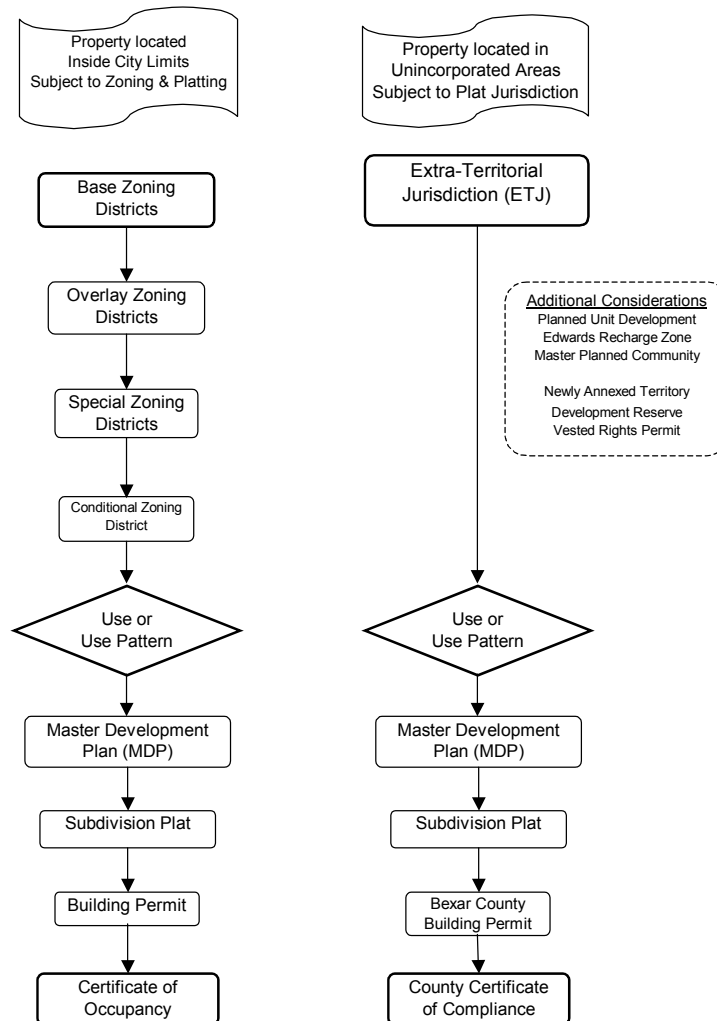 Property located
Inside City Limits
Subject to Zoning & Platting
Property located in
Unincorporated Areas
Subject to Plat Jurisdiction
Base Zoning
Districts
Overlay Zoning
Districts
Special Zoning
Districts
Conditional Zoning
District
Use or
Use Pattern
Master Development
Plan (MDP)
Subdivision Plat
Building Permit
Certificate of
Occupancy
Extra-Territorial
Jurisdiction (ETJ)
Additional Considerations
Planned Unit Development
Edwards Recharge Zone
Master Planned Community
Newly Annexed Territory
Development Reserve
Vested Rights Permit
Use or
Use Pattern
Master Development
Plan (MDP)
Subdivision Plat
Bexar County
Building Permit
County Certificate
of Compliance